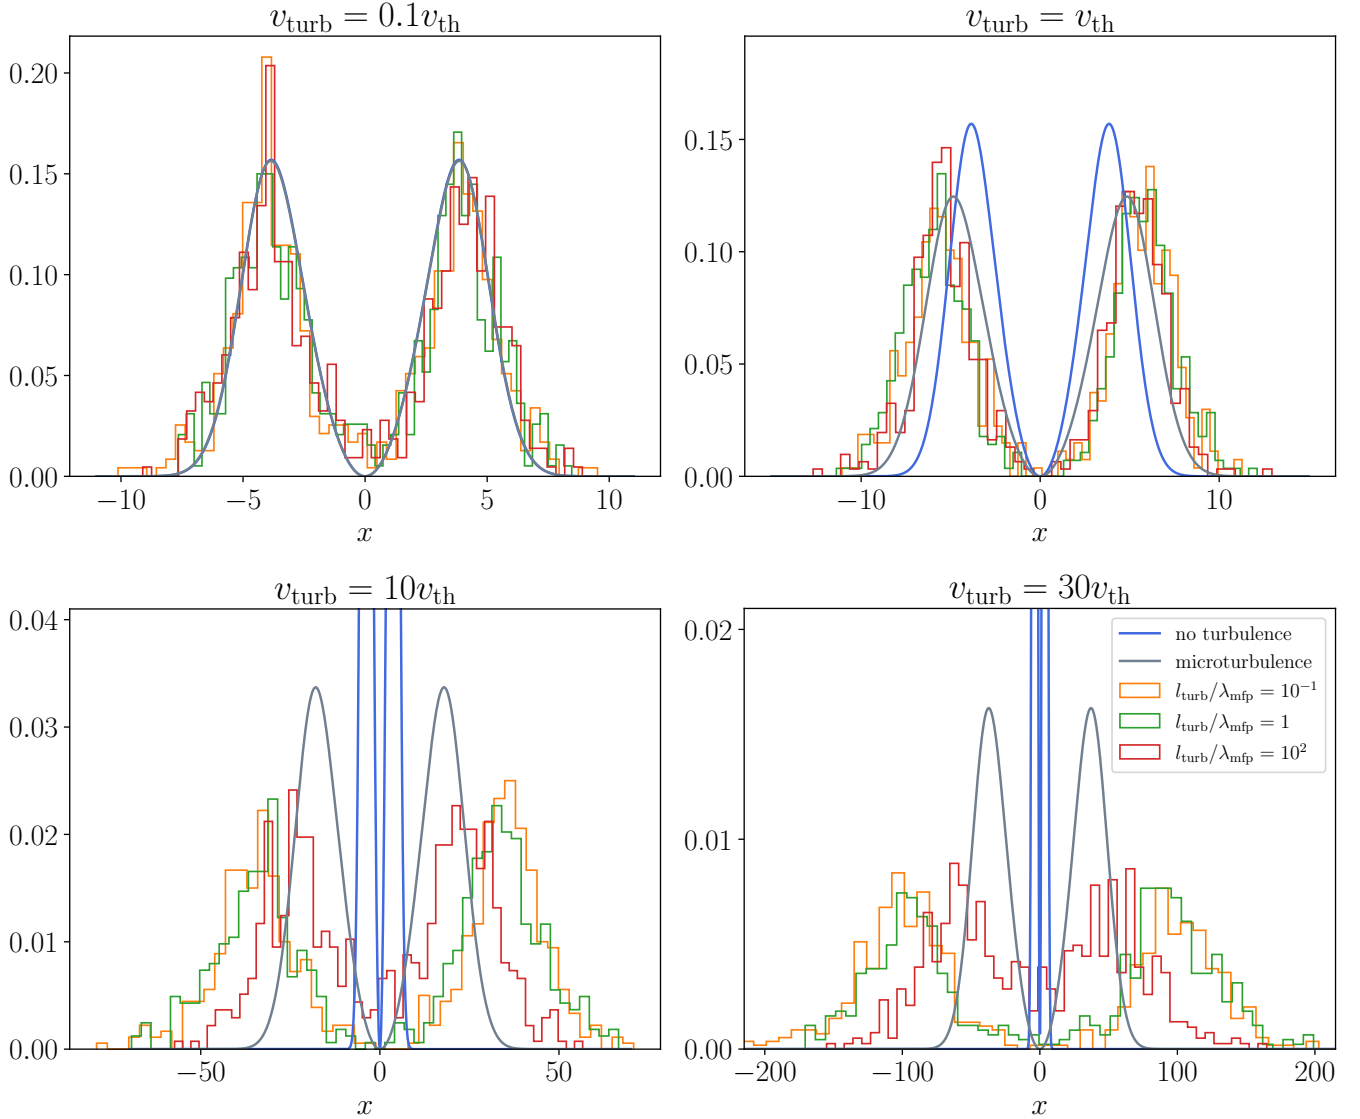 v_turb = 0.1v_th
0.20
0.15
0.10
0.05
0.00
−10 −5 0 5 10
x
v_turb = v_th
0.15
0.10
0.05
0.00
−10 0 10
x
v_turb = 10v_th
0.04
0.03
0.02
0.01
0.00
−50 0 50
x
v_turb = 30v_th
0.02
0.01
0.00
−200 −100 0 100 200
x
no turbulence
microturbulence
l_turb/λ_mfp = 10⁻¹
l_turb/λ_mfp = 1
l_turb/λ_mfp = 10²